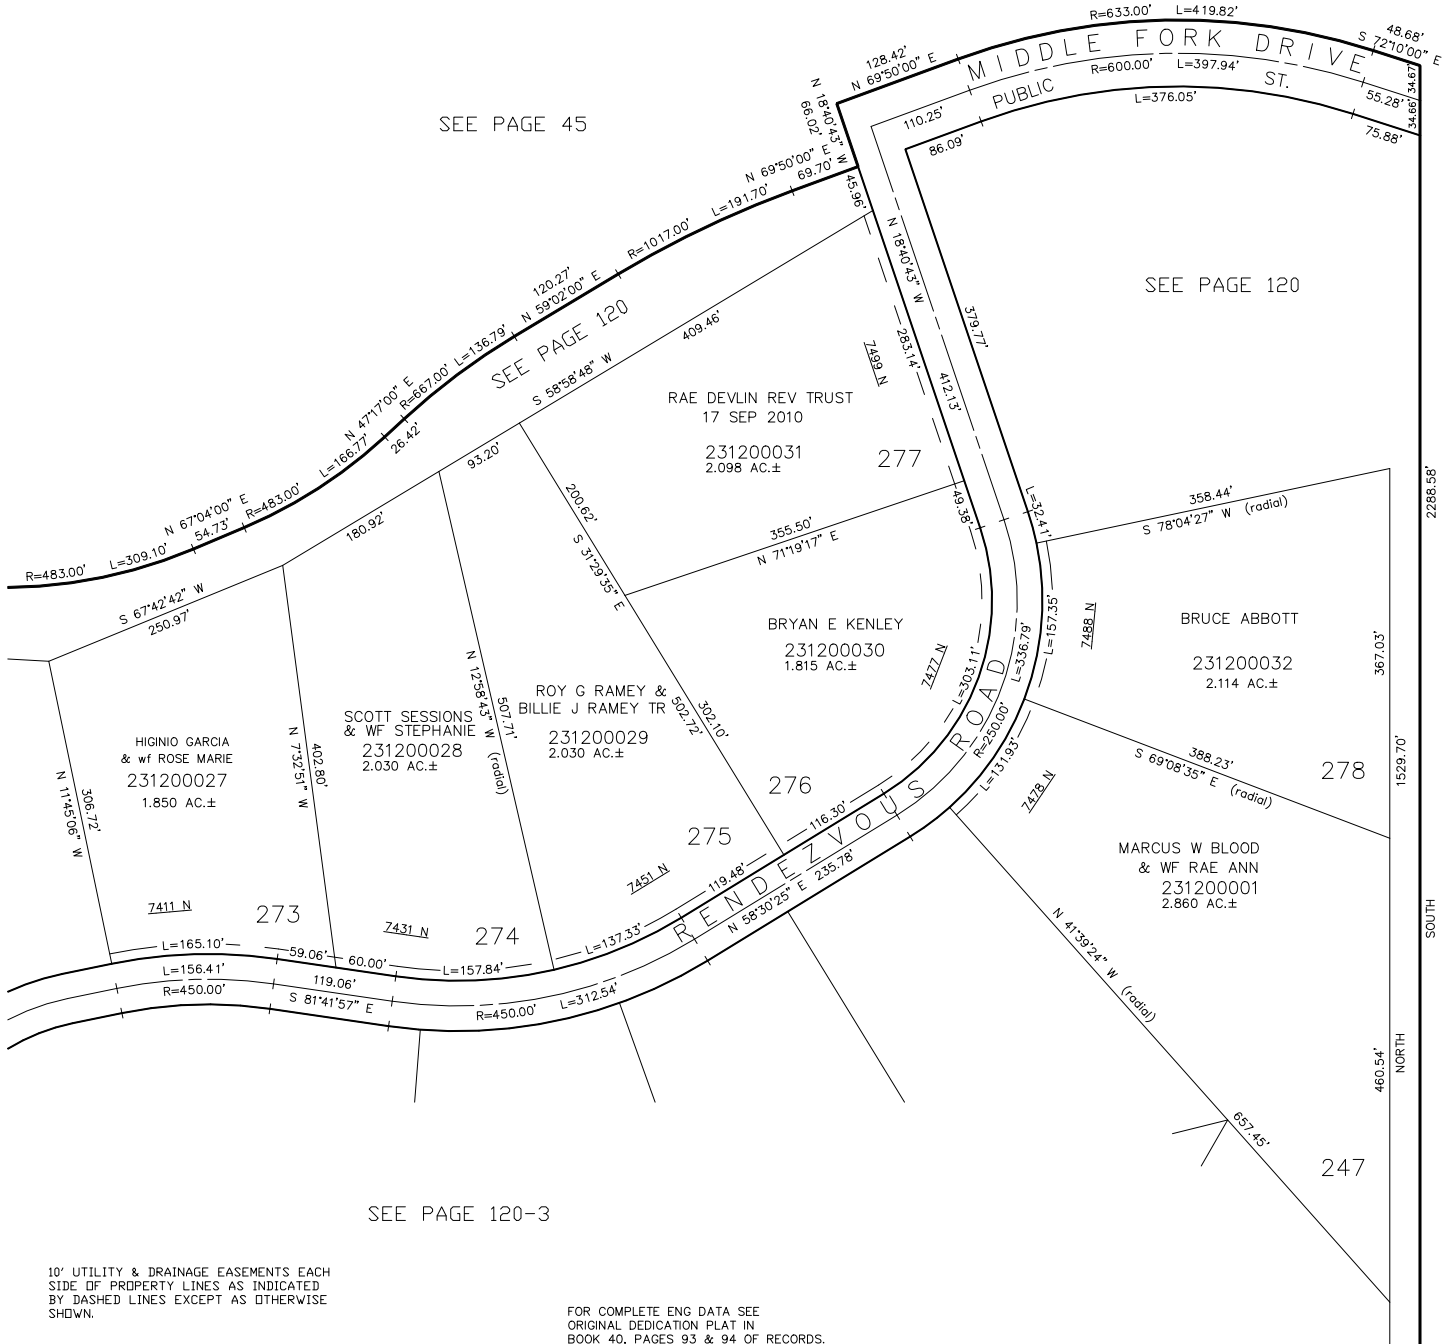 R=633.00' L=419.82'
48.68'
S 72°10'00" E
MIDDLE FORK DRIVE
128.42'
N 69°50'00" E
R=600.00' L=397.94'
PUBLIC ST.
L=376.05'
34.67'
55.28'
34.66'
75.88'
110.25'
86.09'
N 18°40'43" W
66.02'
SEE PAGE 45
N 69°50'00" E
69.70'
45.96'
L=191.70'
R=1017.00'
N 18°40'43" W
120.27'
N 59°02'00" E
SEE PAGE 120
SEE PAGE 120
409.46'
S 58°58'48" W
379.77'
283.14'
412.13'
7499 N
L=136.79'
R=667.00'
N 47°17'00" E
26.42'
RAE DEVLIN REV TRUST
17 SEP 2010
231200031
2.098 AC.±
277
L=166.77'
R=483.00'
93.20'
N 67°04'00" E
54.73'
180.92'
200.62'
49.38'
L=32.41'
358.44'
S 78°04'27" W (radial)
2288.58'
355.50'
N 71°19'17" E
S 31°29'35" E
R=483.00'
L=309.10'
S 67°42'42" W
250.97'
BRYAN E KENLEY
231200030
1.815 AC.±
7477 N
L=303.11'
L=336.79'
L=157.35'
7488 N
BRUCE ABBOTT
231200032
2.114 AC.±
367.03'
N 12°58'43" W (radial)
507.71'
ROY G RAMEY &
BILLIE J RAMEY TR
231200029
2.030 AC.±
302.10'
502.72'
SCOTT SESSIONS
& WF STEPHANIE
231200028
2.030 AC.±
HIGINIO GARCIA
& wf ROSE MARIE
231200027
1.850 AC.±
N 7°32'51" W
402.80'
306.72'
N 11°45'06" W
R=250.00'
L=131.93'
388.23'
S 69°08'35" E (radial)
278
1529.70'
276
7478 N
116.30'
275
RENDEZVOUS ROAD
MARCUS W BLOOD
& WF RAE ANN
231200001
2.860 AC.±
7451 N
119.48'
N 58°30'25" E 235.78'
7411 N
273
7431 N
274
L=137.33'
N 41°39'24" W (radial)
SOUTH
L=165.10'
59.06'
60.00'
L=157.84'
L=156.41'
R=450.00'
119.06'
S 81°41'57" E
R=450.00'
L=312.54'
460.54'
NORTH
657.45'
247
SEE PAGE 120-3
10' UTILITY & DRAINAGE EASEMENTS EACH
SIDE OF PROPERTY LINES AS INDICATED
BY DASHED LINES EXCEPT AS OTHERWISE
SHOWN.
FOR COMPLETE ENG DATA SEE
ORIGINAL DEDICATION PLAT IN
BOOK 40, PAGES 93 & 94 OF RECORDS.